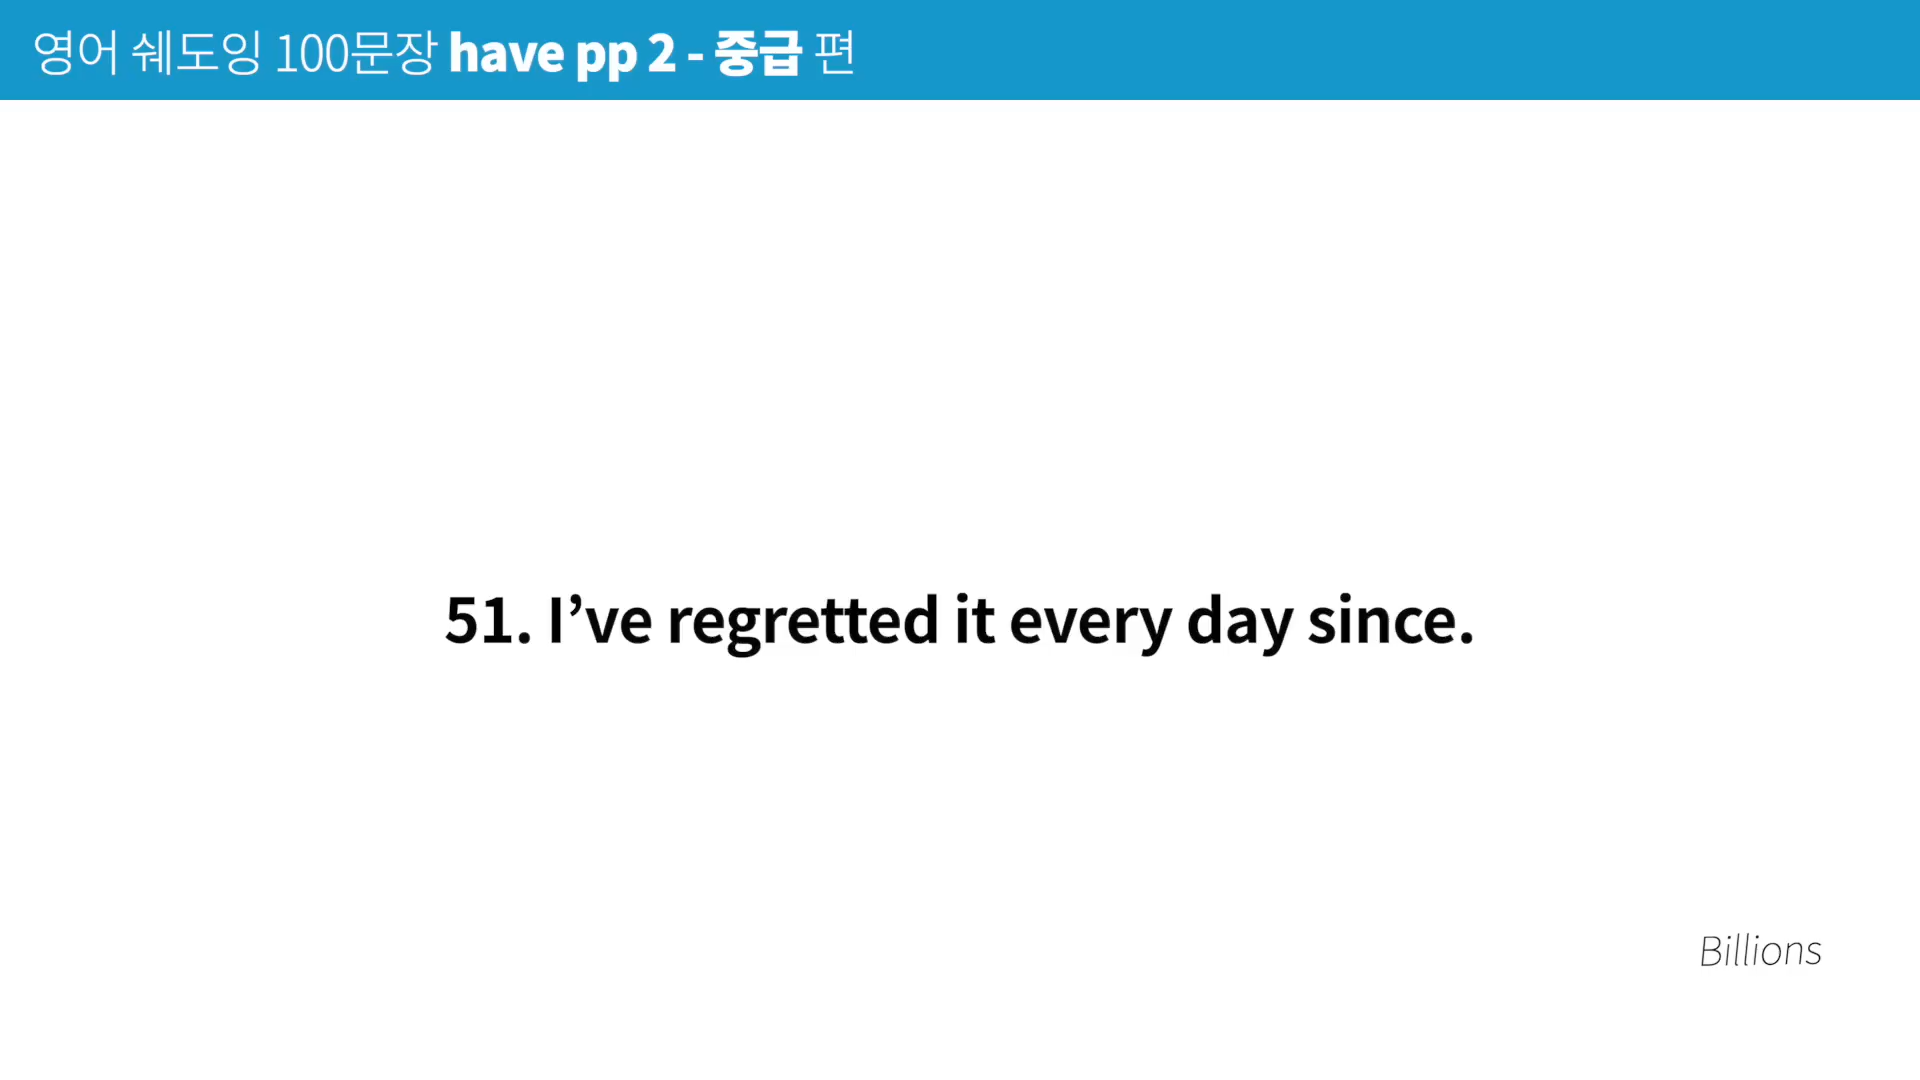 영어 쉐도잉 100문장 have pp 2 - 중급 편
51. I’ve regretted it every day since.
Billions